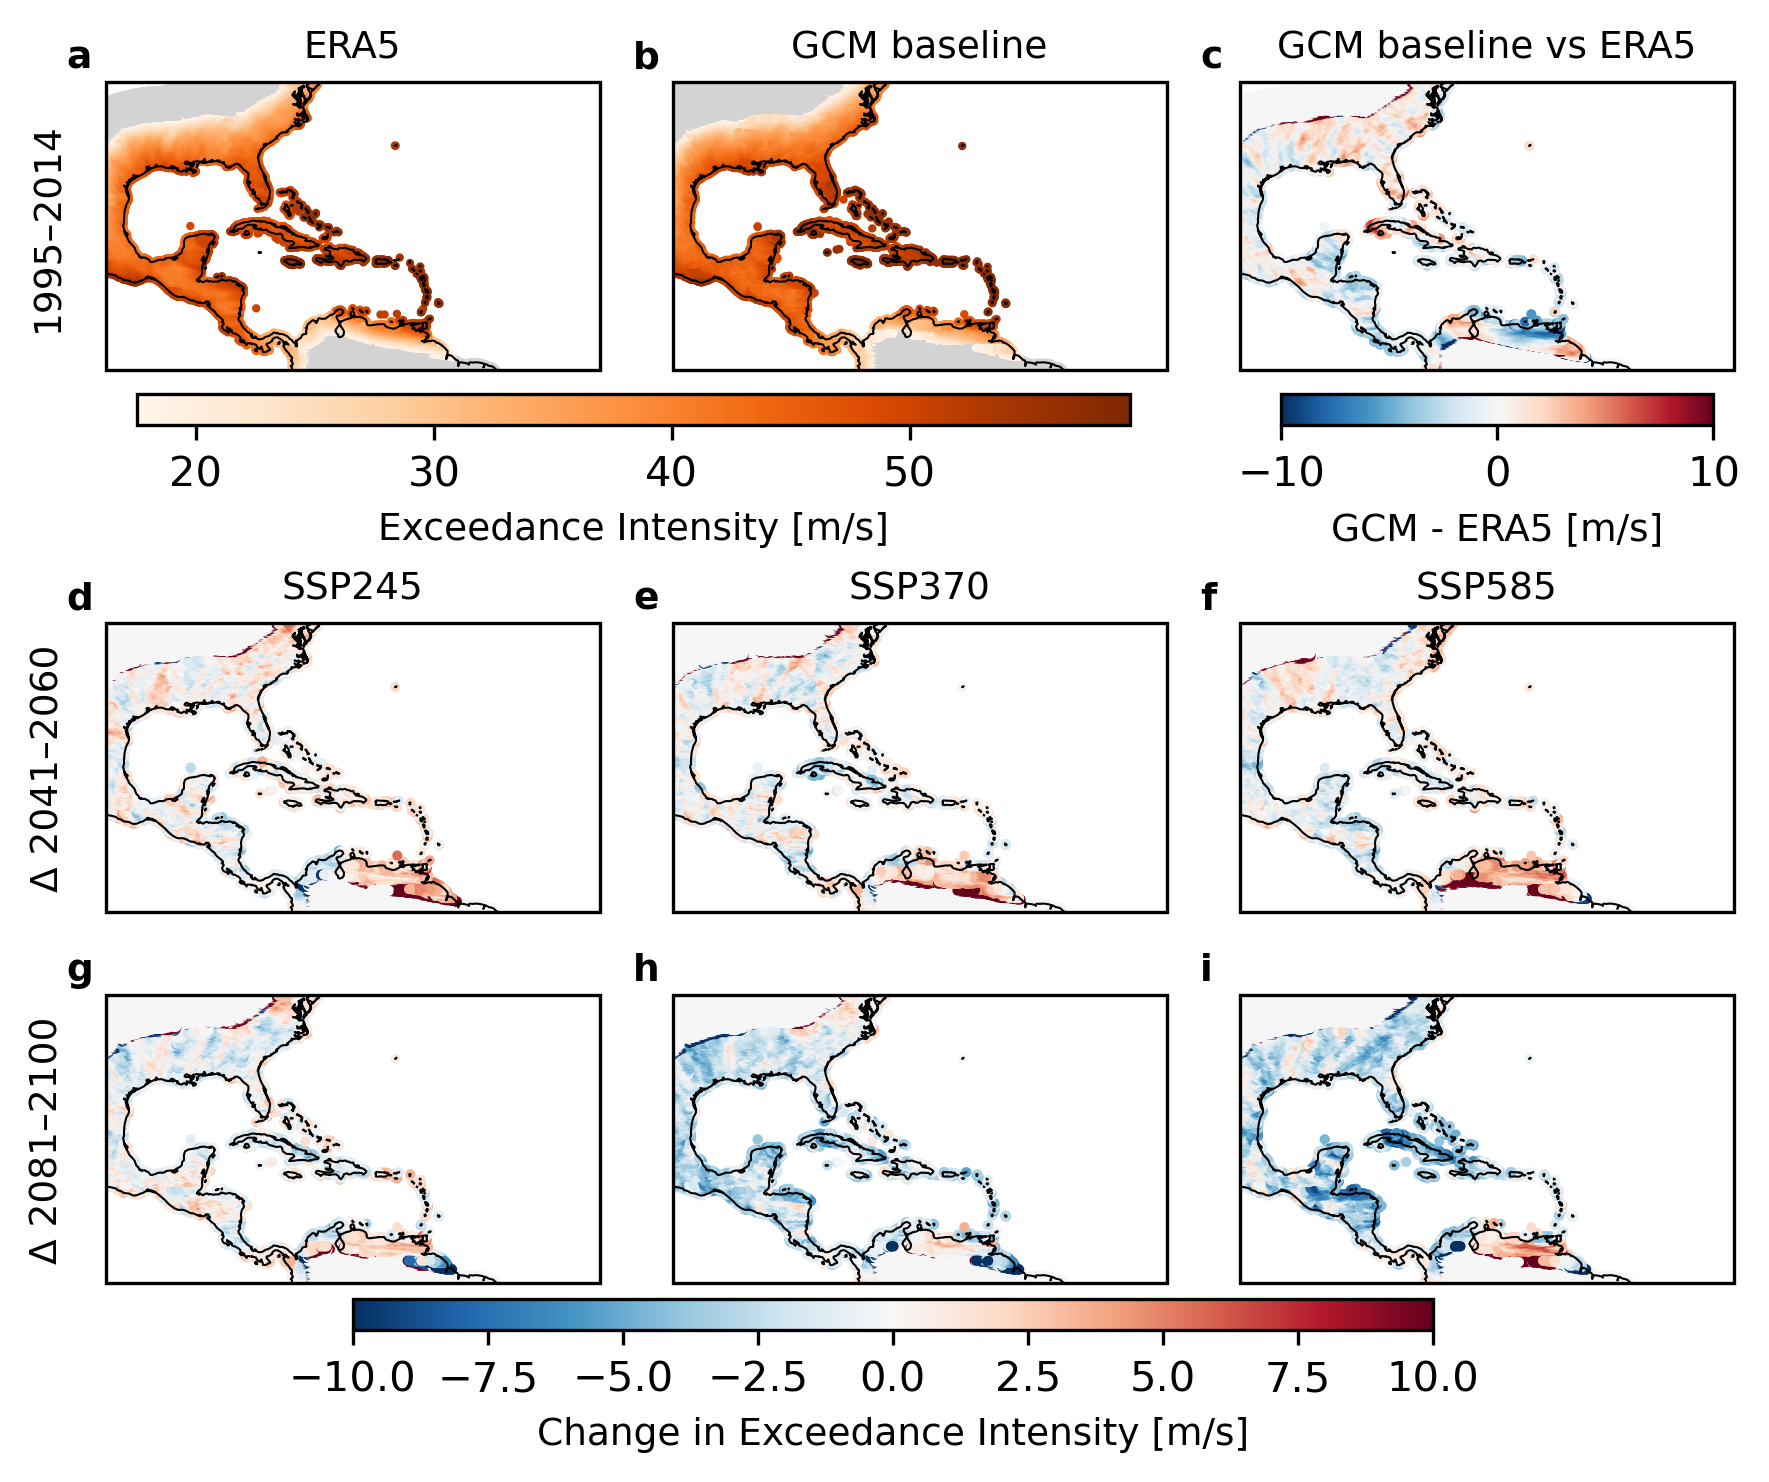 a ERA5
b GCM baseline
c GCM baseline vs ERA5
1995–2014
20 30 40 50
Exceedance Intensity [m/s]
−10 0 10
GCM - ERA5 [m/s]
d SSP245
e SSP370
f SSP585
Δ 2041–2060
g
h
i
Δ 2081–2100
−10.0 −7.5 −5.0 −2.5 0.0 2.5 5.0 7.5 10.0
Change in Exceedance Intensity [m/s]